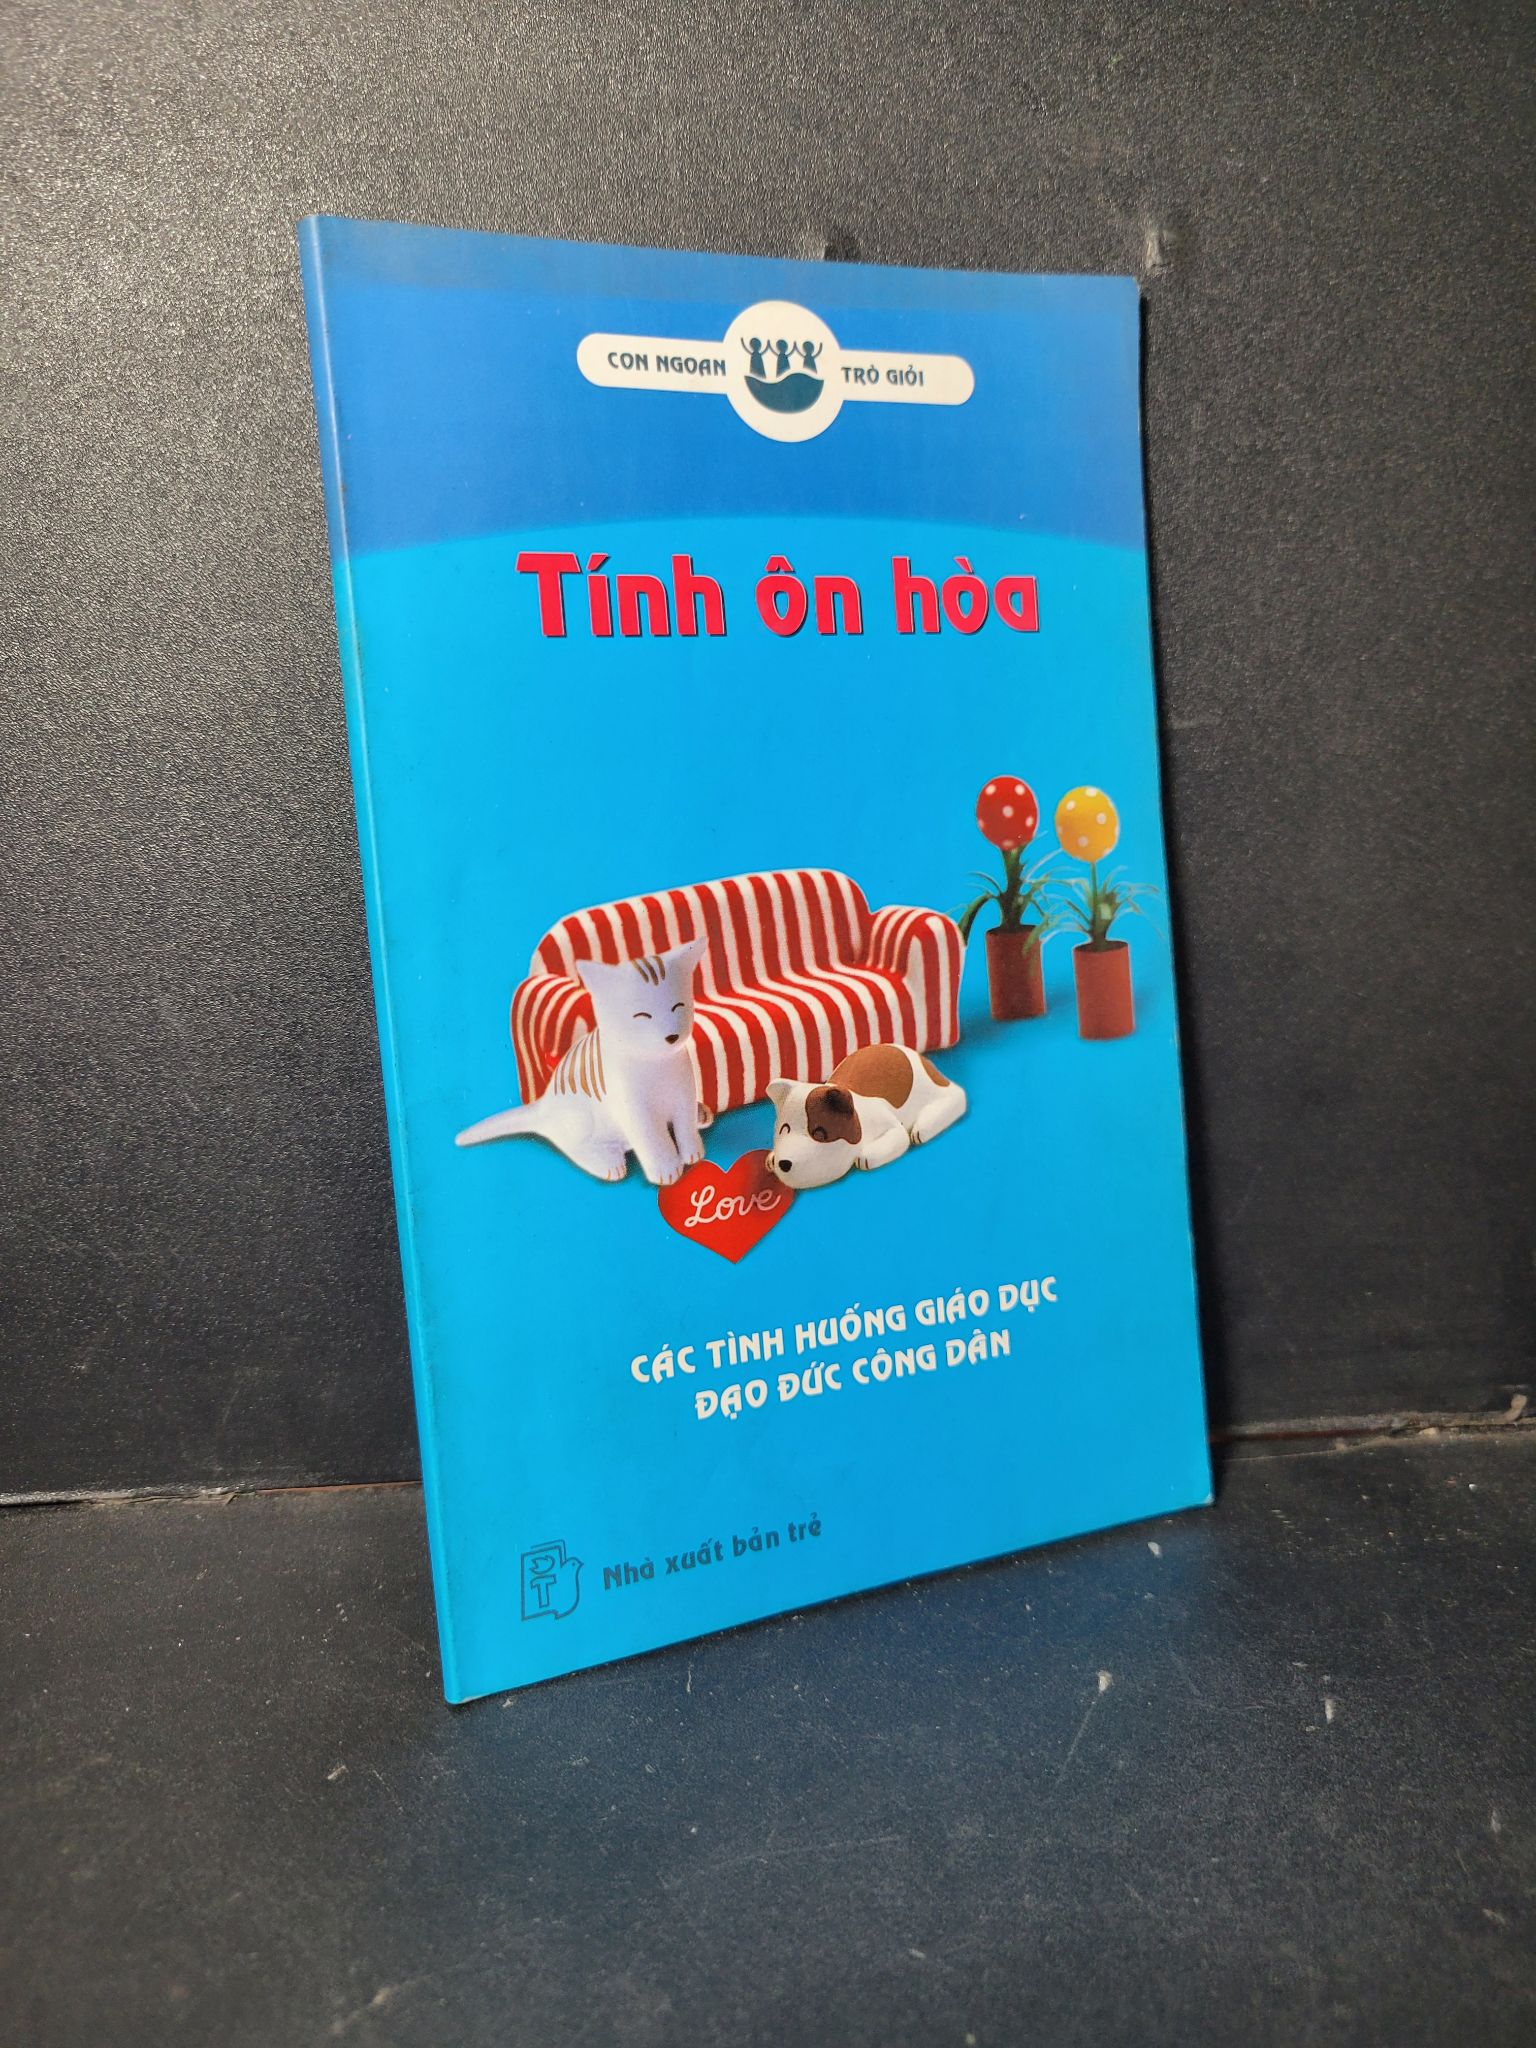 CON NGOAN TRÒ GIỎI
Tính ôn hòa
Love
CÁC TÌNH HUỐNG GIÁO DỤC
ĐẠO ĐỨC CÔNG DÂN
T
Nhà xuất bản trẻ